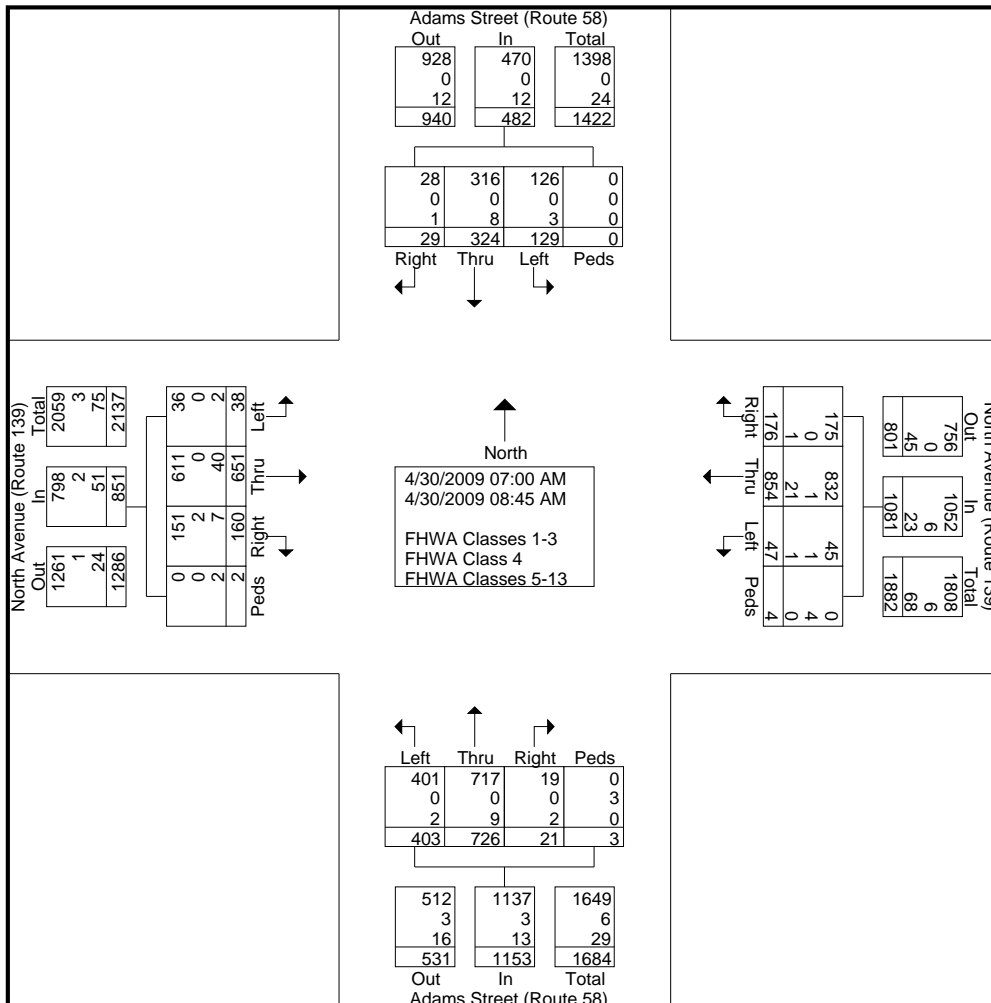 Adams Street (Route 58)
Out In Total
928 470 1398
0 0 0
12 12 24
940 482 1422
28 316 126 0
0 0 0 0
1 8 3 0
29 324 129 0
Right Thru Left Peds
North Avenue (Route 139)
Total In Out
2059 798 1261
3 2 1
75 51 24
2137 851 1286
36 611 151 0
0 0 2 0
2 40 7 2
38 651 160 2
Left Thru Right Peds
North
4/30/2009 07:00 AM
4/30/2009 08:45 AM
FHWA Classes 1-3
FHWA Class 4
FHWA Classes 5-13
Right Thru Left Peds
175 832 45 0
0 1 1 4
1 21 1 0
176 854 47 4
North Avenue (Route 139)
Out In Total
756 1052 1808
0 6 6
45 23 68
801 1081 1882
Left Thru Right Peds
401 717 19 0
0 0 0 3
2 9 2 0
403 726 21 3
512 1137 1649
3 3 6
16 13 29
531 1153 1684
Out In Total
Adams Street (Route 58)